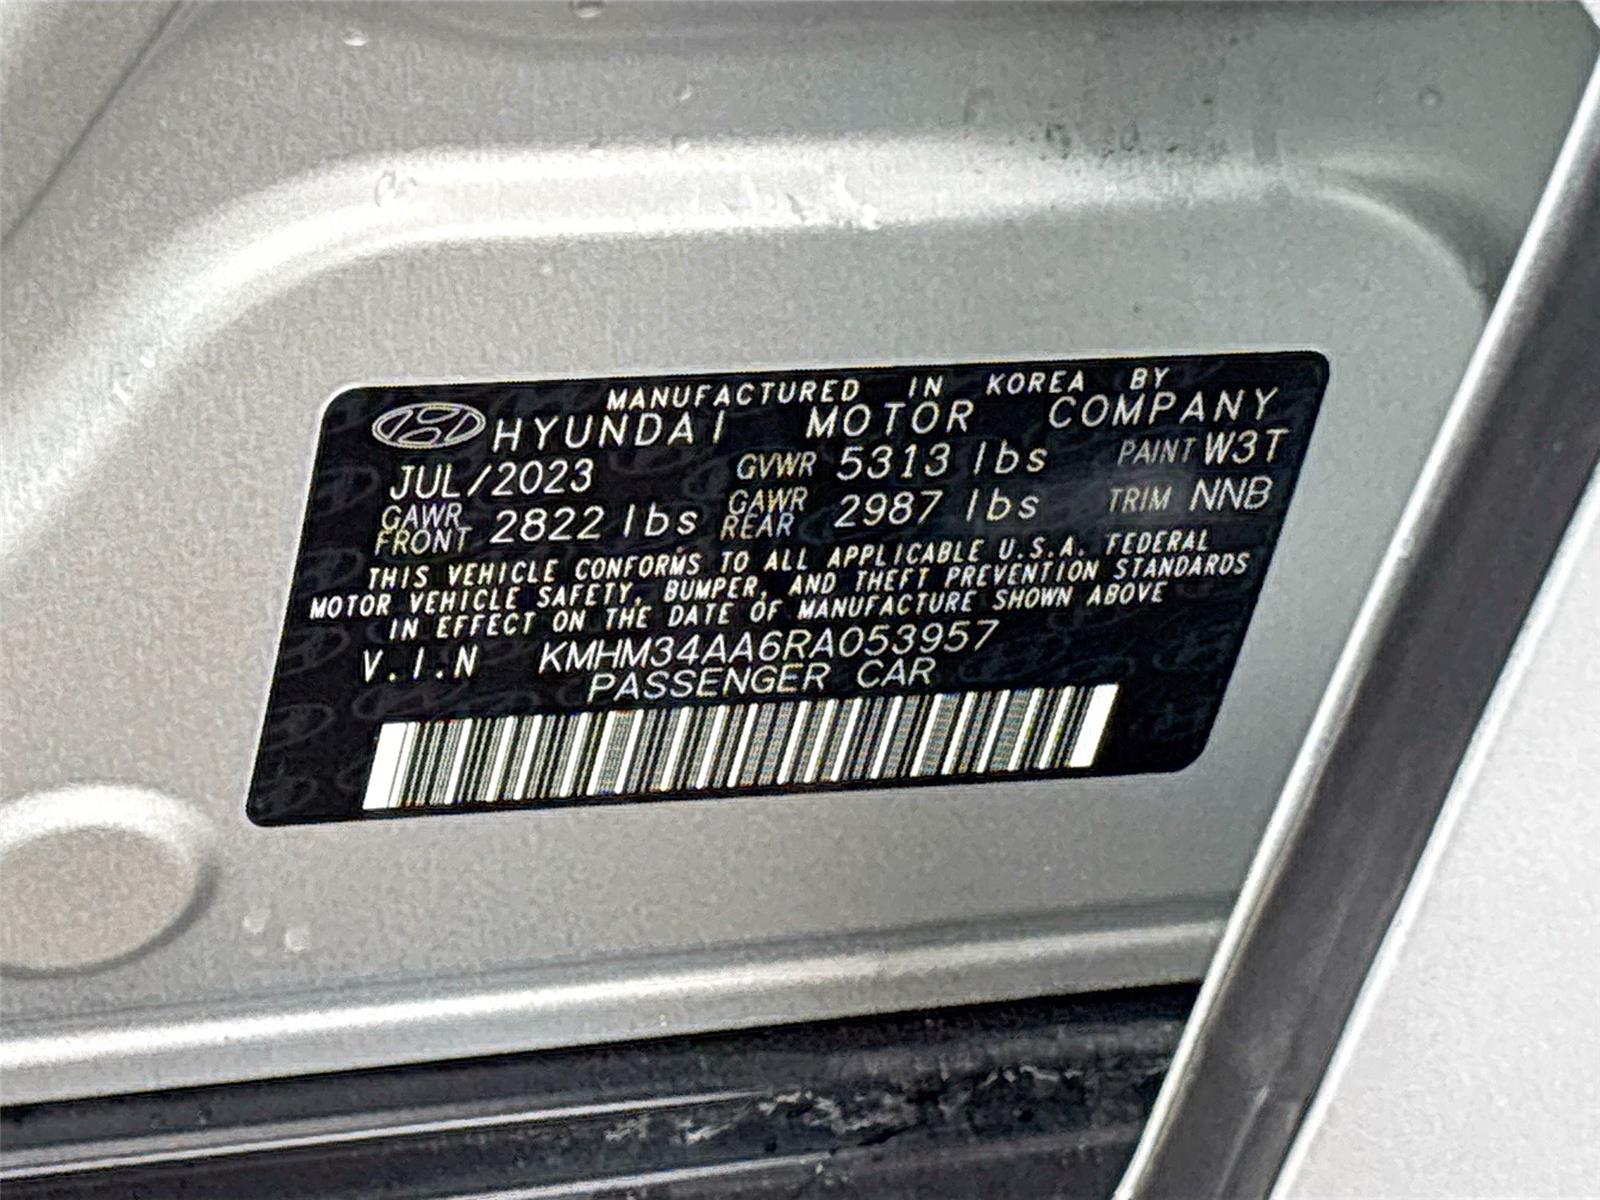 MANUFACTURED IN KOREA BY
HYUNDAI MOTOR COMPANY
JUL/2023 GVWR 5313 lbs PAINT W3T
GAWR FRONT 2822 lbs GAWR REAR 2987 lbs TRIM NNB
THIS VEHICLE CONFORMS TO ALL APPLICABLE U.S.A. FEDERAL
MOTOR VEHICLE SAFETY, BUMPER, AND THEFT PREVENTION STANDARDS
IN EFFECT ON THE DATE OF MANUFACTURE SHOWN ABOVE
V.I.N KMHM34AA6RA053957
PASSENGER CAR